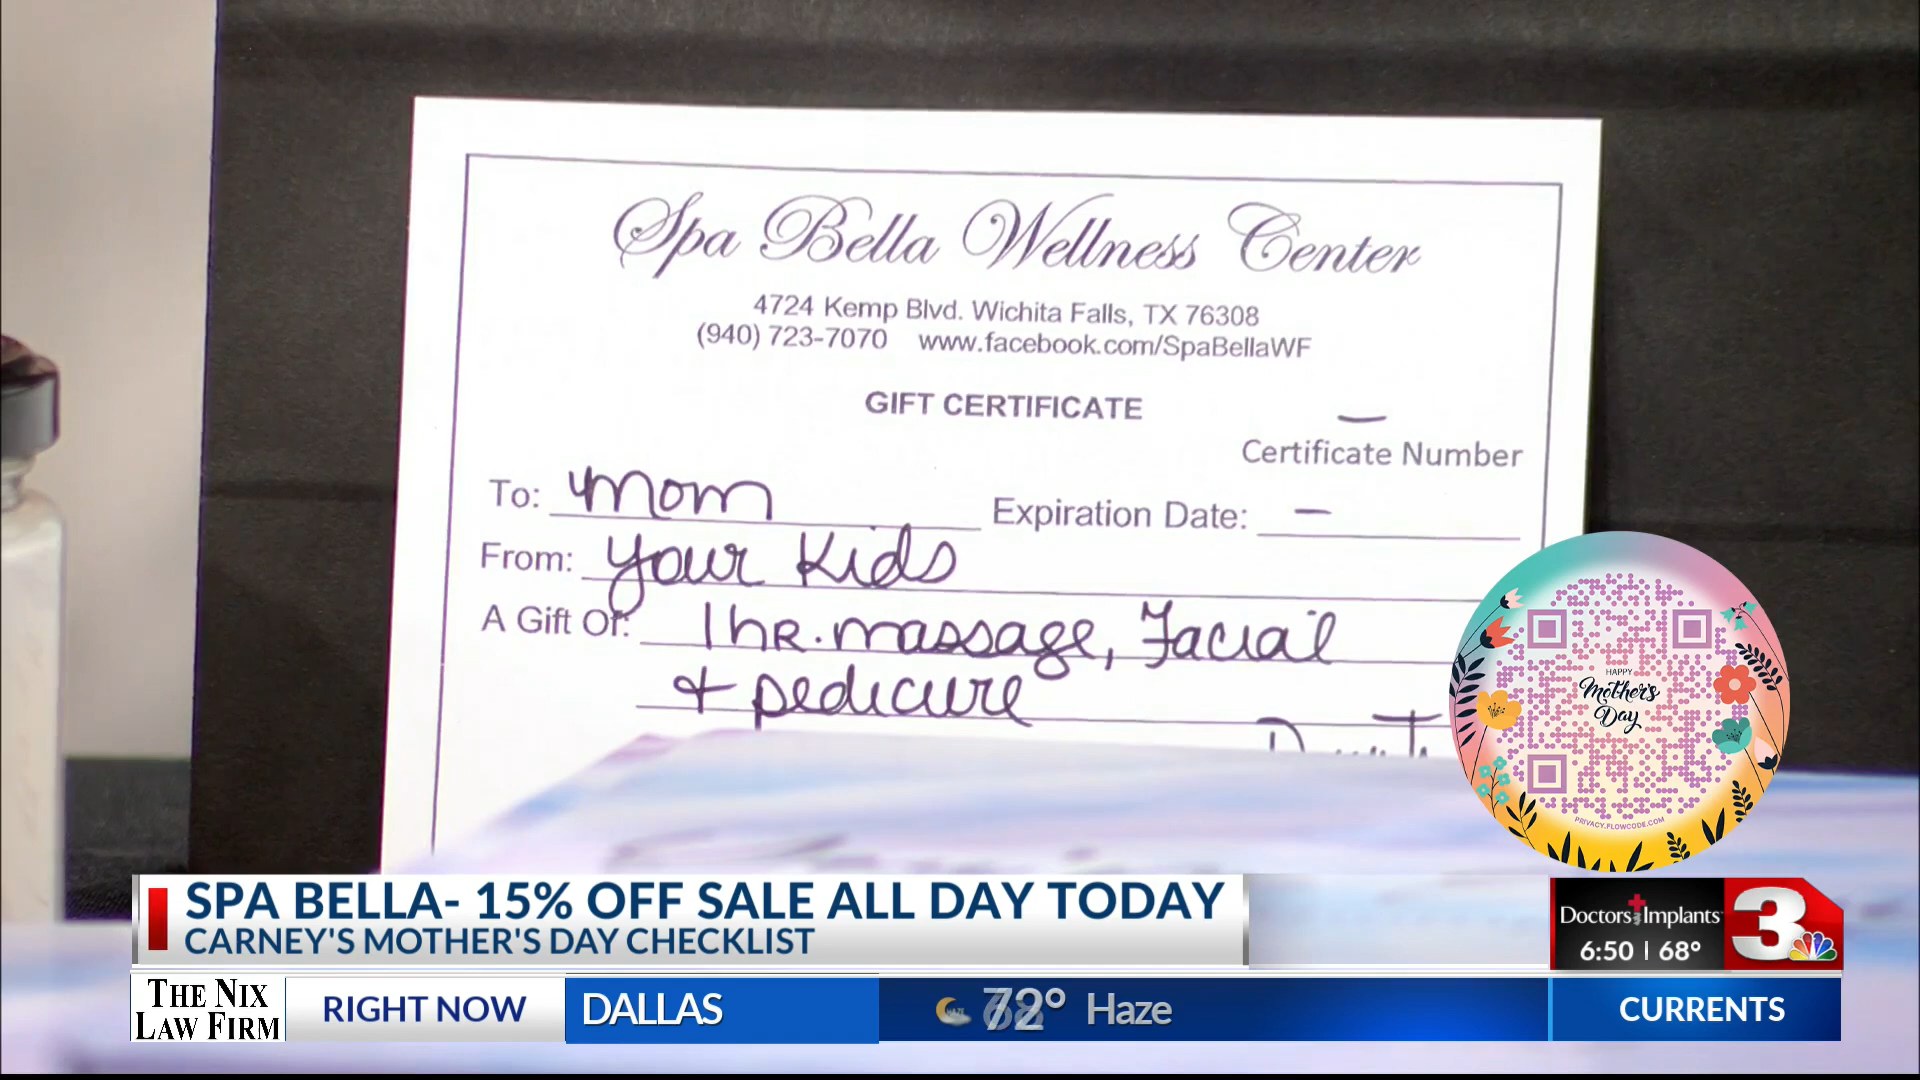 Spa Bella Wellness Center
4724 Kemp Blvd. Wichita Falls, TX 76308
(940) 723-7070 www.facebook.com/SpaBellaWF
GIFT CERTIFICATE
Certificate Number
To: Mom Expiration Date: —
From: Your Kids
A Gift Of: 1 hr. massage, Facial
+ pedicure
HAPPY
Mother's
Day
PRIVACY.FLOWCODE.COM
SPA BELLA- 15% OFF SALE ALL DAY TODAY
CARNEY'S MOTHER'S DAY CHECKLIST
Doctors Implants
6:50 | 68°
3
THE NIX
LAW FIRM
RIGHT NOW
DALLAS
72° Haze
CURRENTS